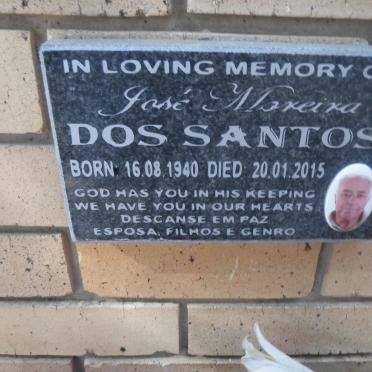 IN LOVING MEMORY O
José Moreira
DOS SANTOS
BORN: 16.08.1940 DIED: 20.01.2015
GOD HAS YOU IN HIS KEEPING
WE HAVE YOU IN OUR HEARTS
DESCANSE EM PAZ
ESPOSA, FILHOS E GENRO